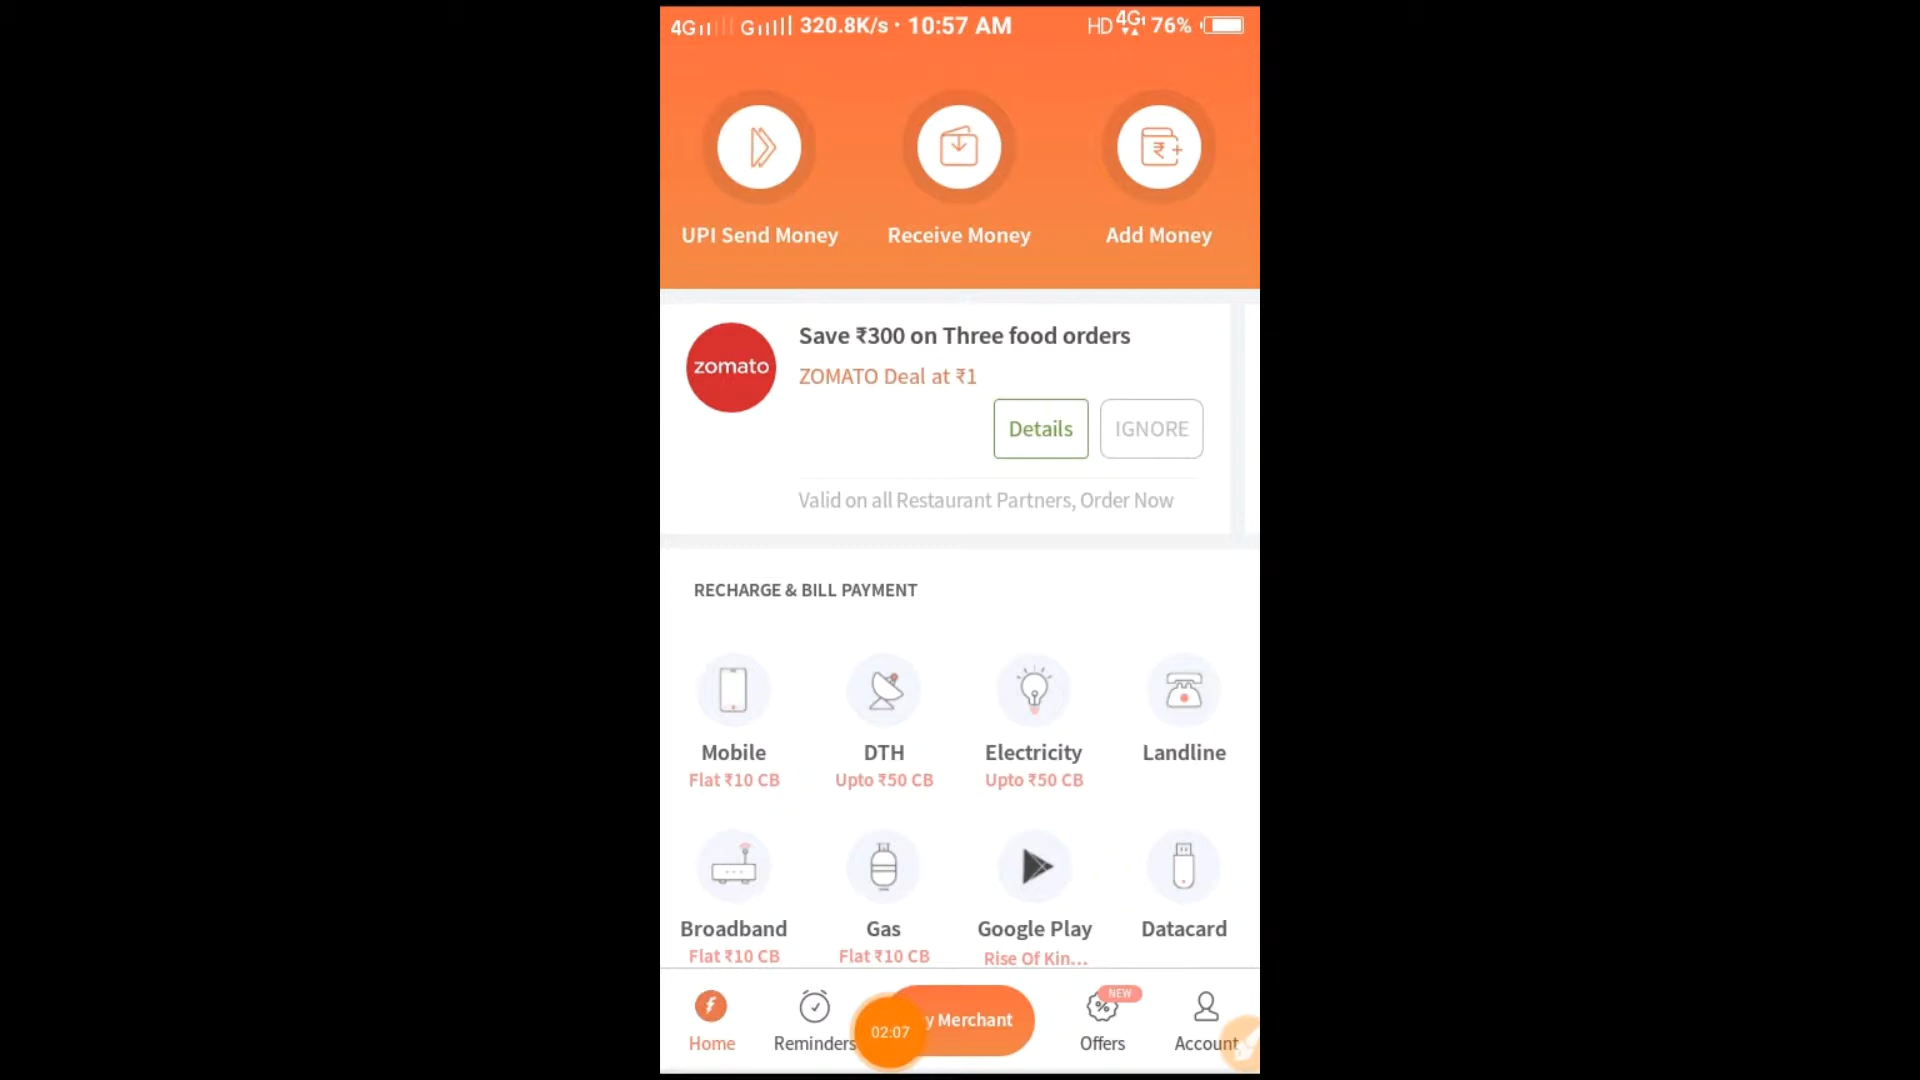 4G G 320.8K/s · 10:57 AM HD 4G 76%
UPI Send Money Receive Money Add Money
zomato
Save ₹300 on Three food orders
ZOMATO Deal at ₹1
Details IGNORE
Valid on all Restaurant Partners, Order Now
RECHARGE & BILL PAYMENT
Mobile DTH Electricity Landline
Flat ₹10 CB Upto ₹50 CB Upto ₹50 CB
Broadband Gas Google Play Datacard
Flat ₹10 CB Flat ₹10 CB Rise Of Kin...
NEW
02:07 y Merchant
Home Reminders Offers Account